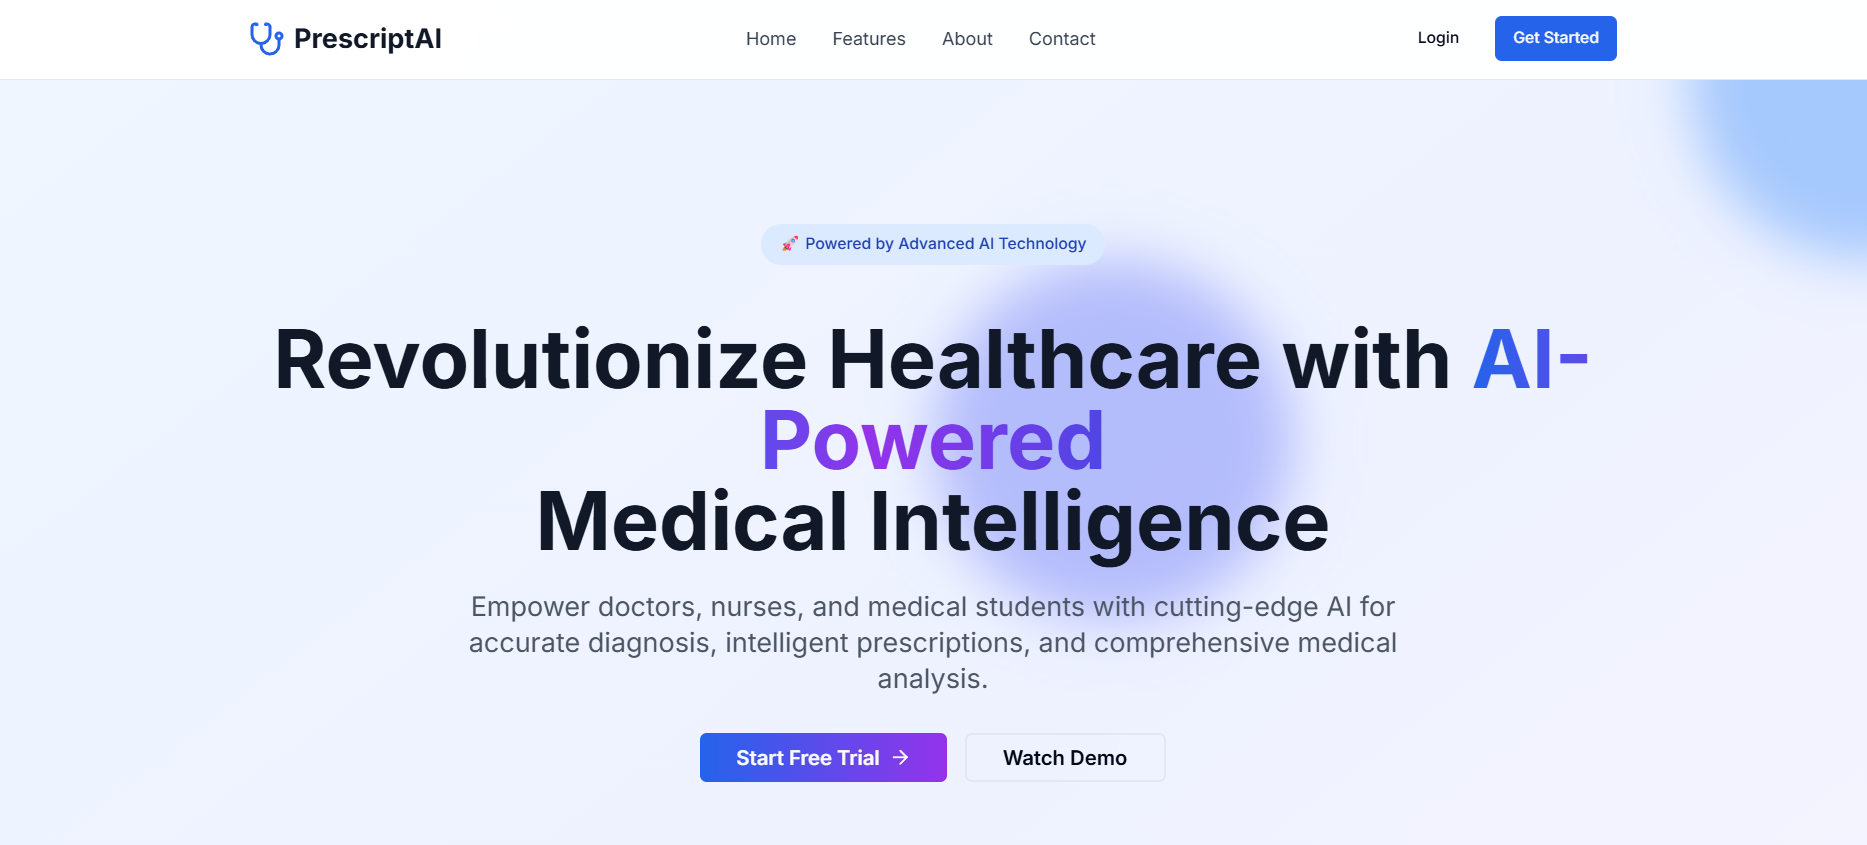 PrescriptAI
Home
Features
About
Contact
Login
Get Started
🚀 Powered by Advanced AI Technology
Revolutionize Healthcare with AI-
Powered
Medical Intelligence
Empower doctors, nurses, and medical students with cutting-edge AI for
accurate diagnosis, intelligent prescriptions, and comprehensive medical
analysis.
Start Free Trial →
Watch Demo